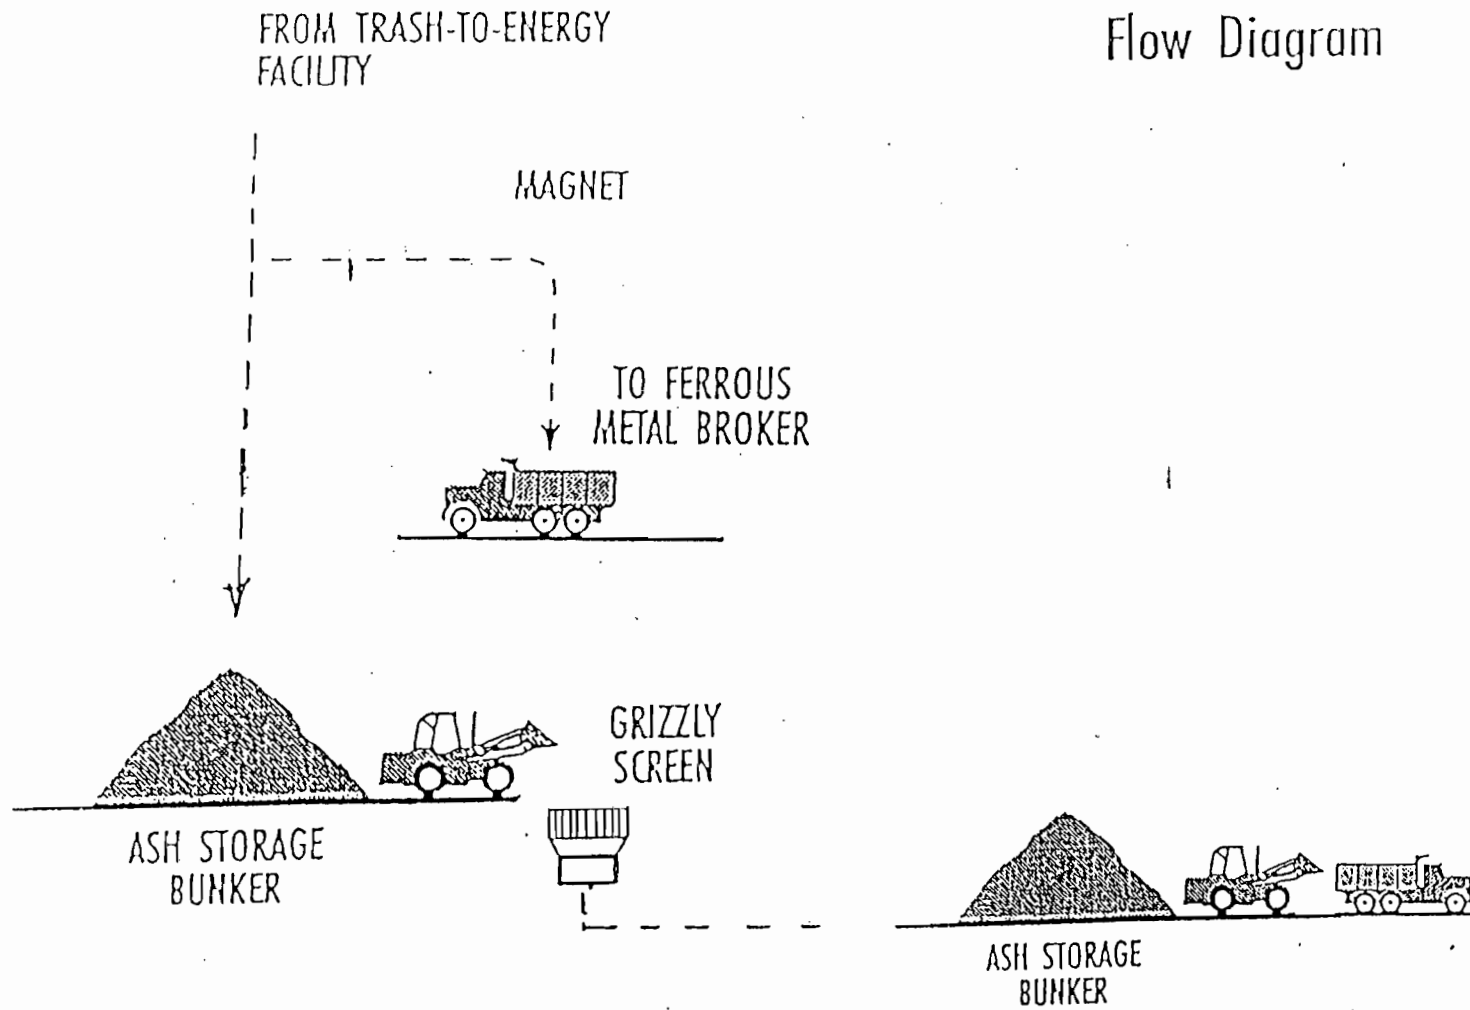 FROM TRASH-TO-ENERGY
FACILITY
Flow Diagram
MAGNET
TO FERROUS
METAL BROKER
GRIZZLY
SCREEN
ASH STORAGE
BUNKER
ASH STORAGE
BUNKER